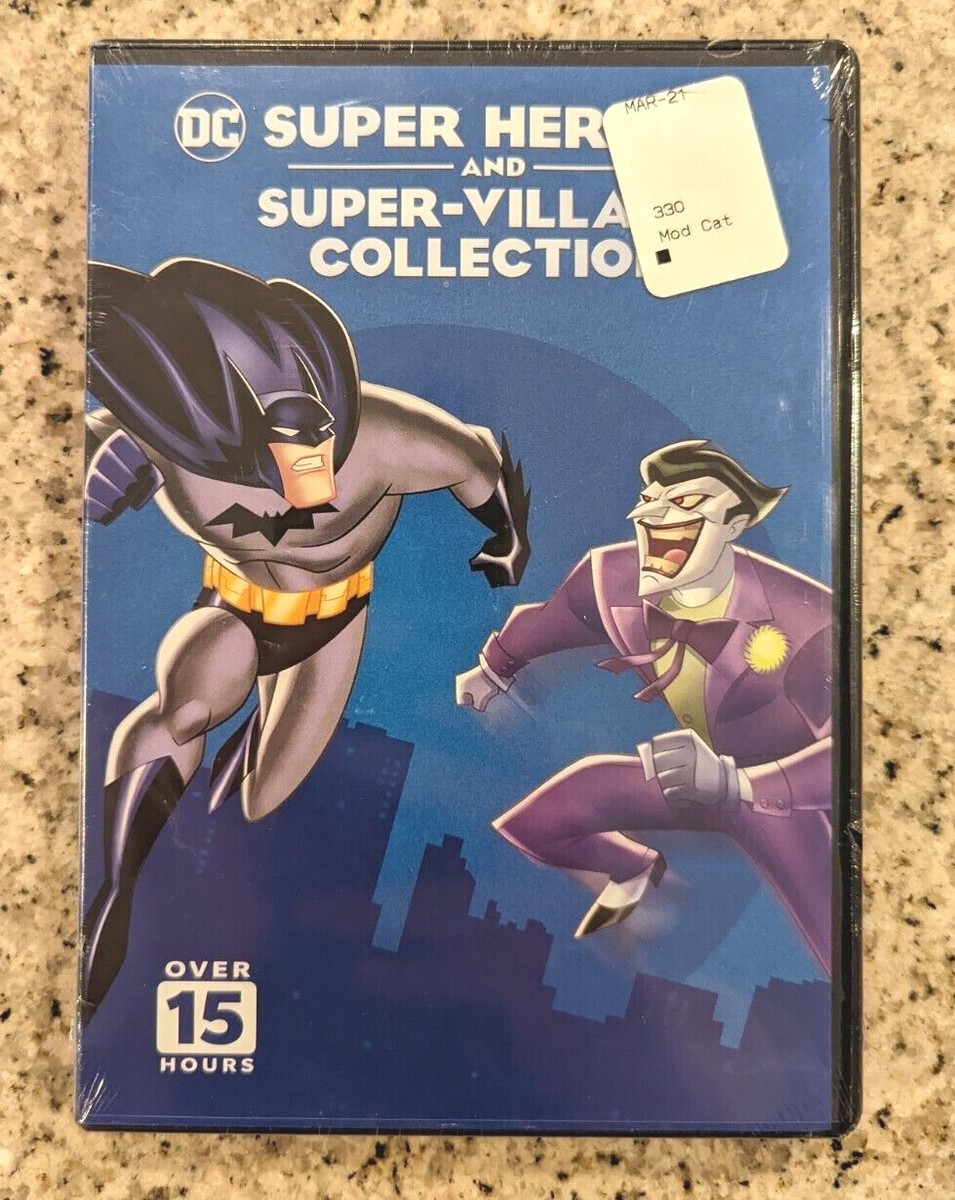 DC SUPER HER
AND
SUPER-VILLA
COLLECTIO
MAR-21
330
Mod Cat
OVER
15
HOURS